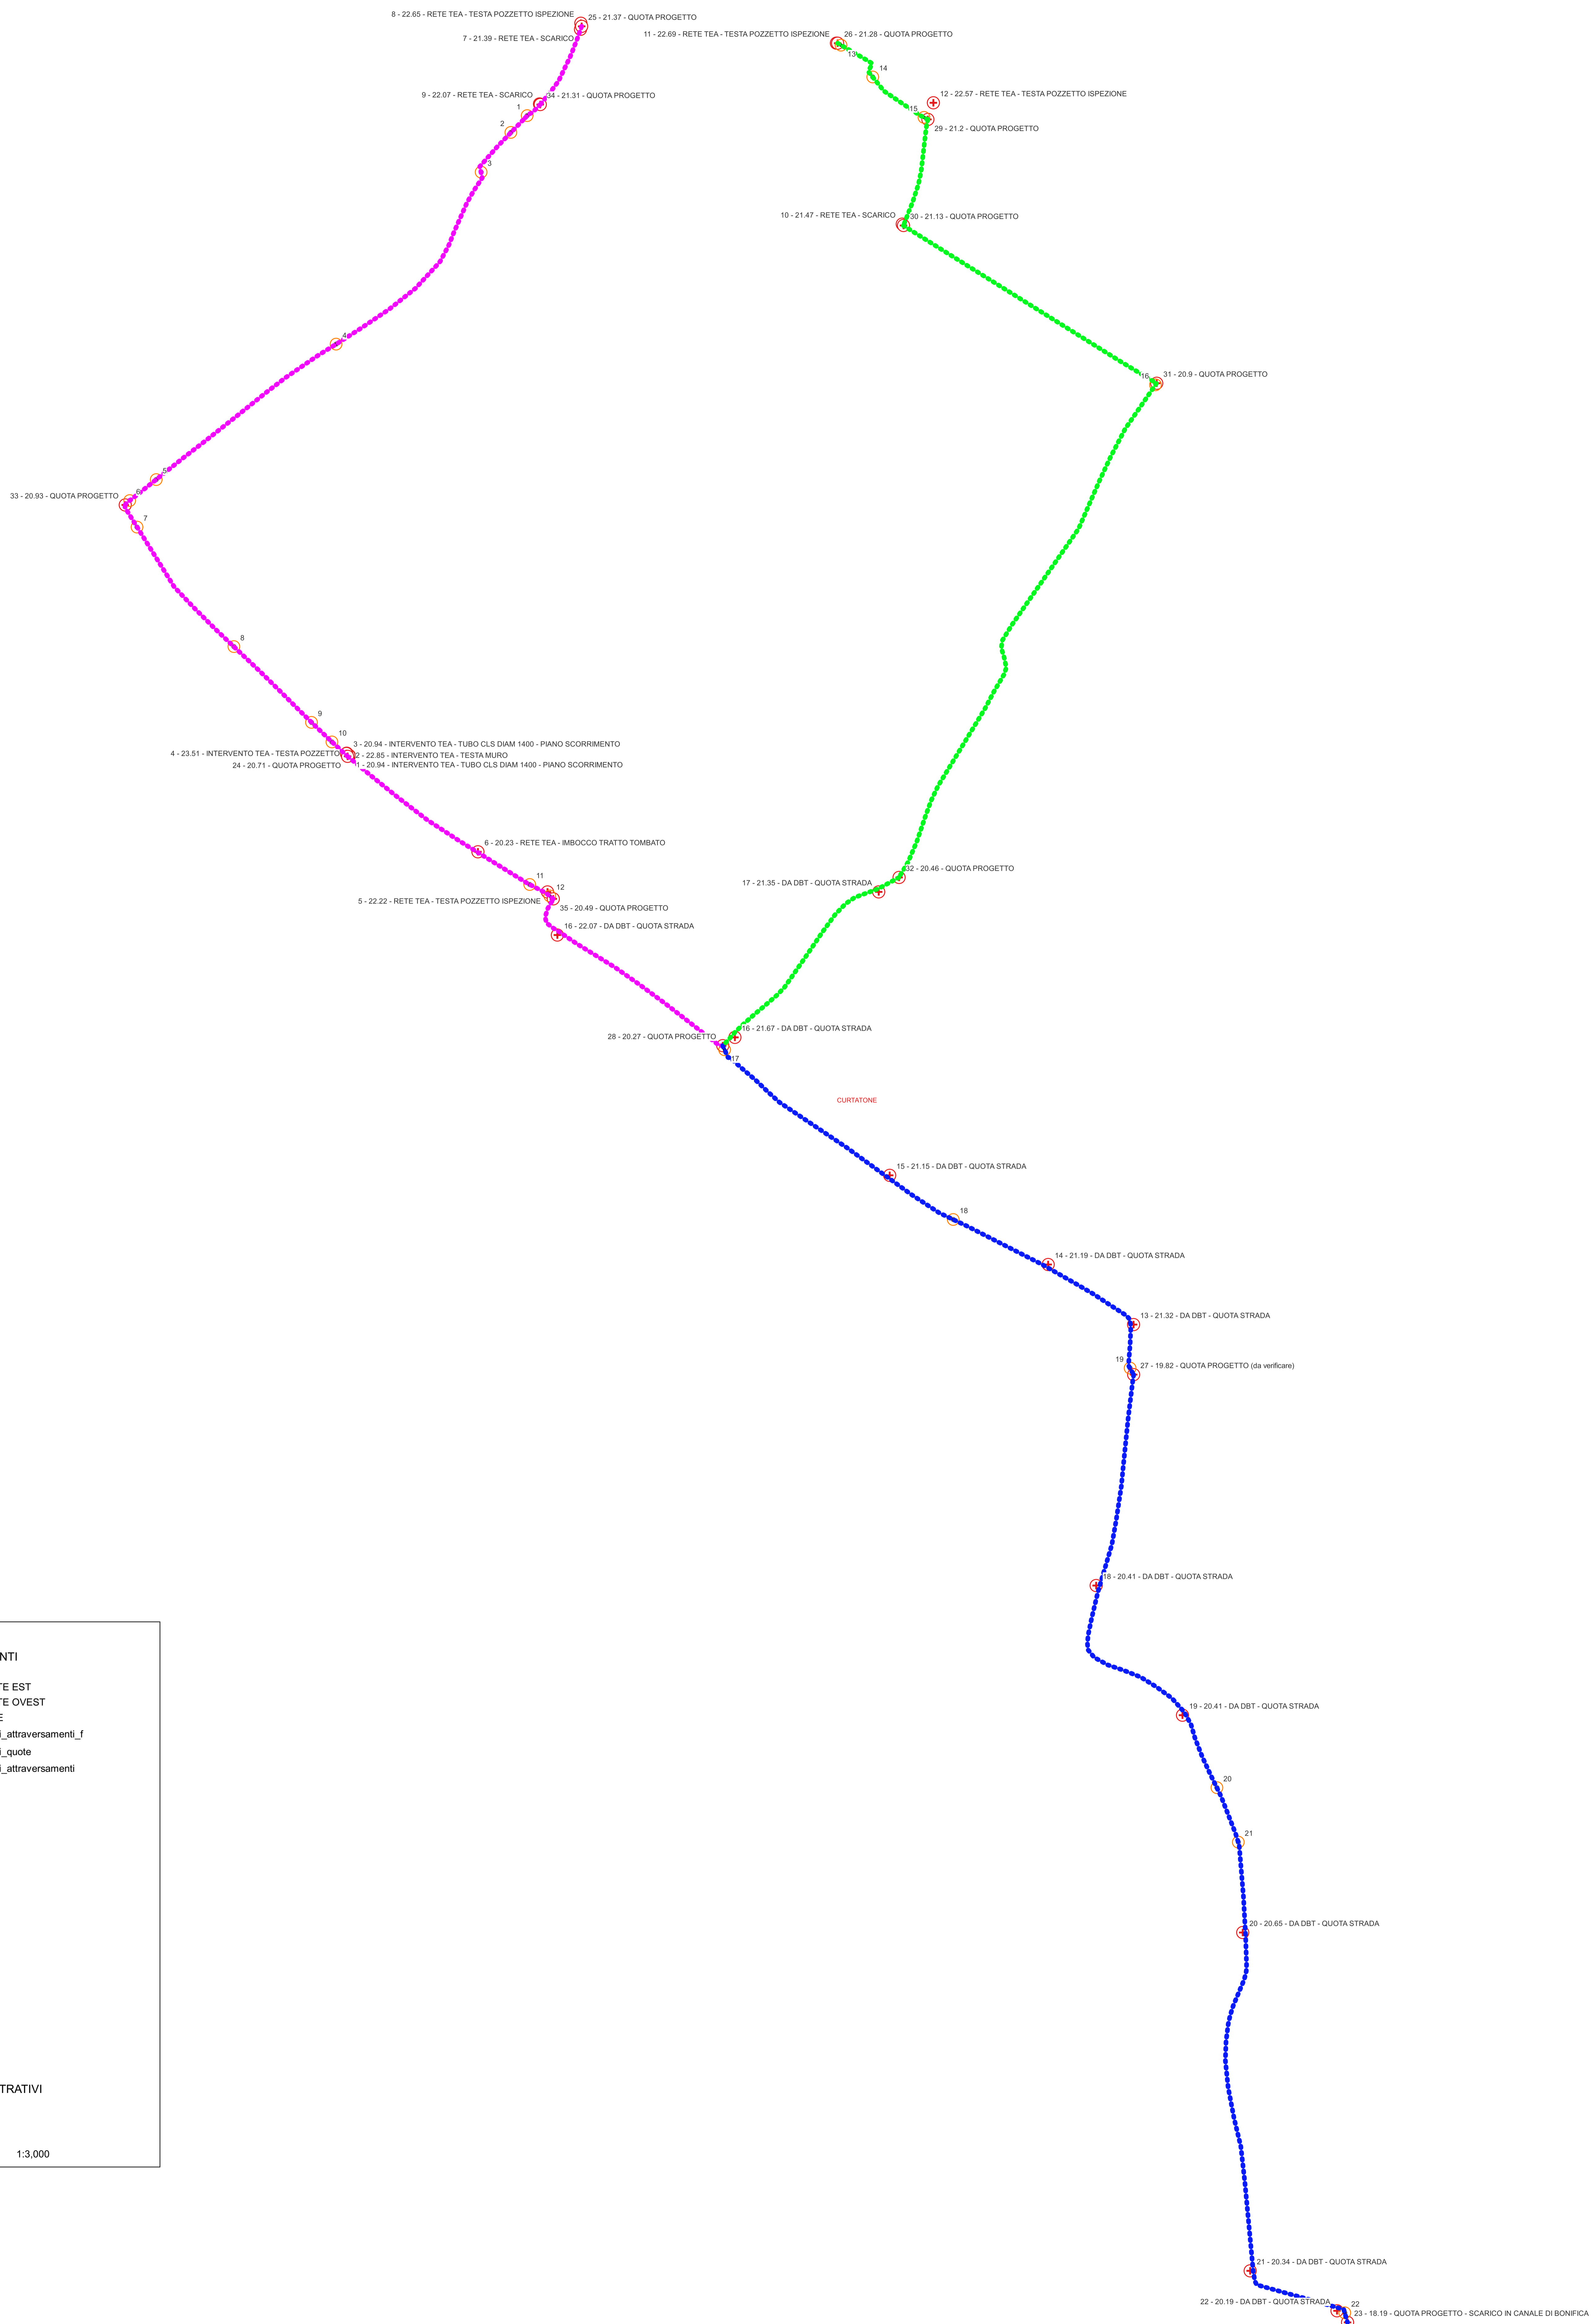 8 - 22.65 - RETE TEA - TESTA POZZETTO ISPEZIONE
25 - 21.37 - QUOTA PROGETTO
7 - 21.39 - RETE TEA - SCARICO
11 - 22.69 - RETE TEA - TESTA POZZETTO ISPEZIONE
26 - 21.28 - QUOTA PROGETTO
13
14
9 - 22.07 - RETE TEA - SCARICO
34 - 21.31 - QUOTA PROGETTO
12 - 22.57 - RETE TEA - TESTA POZZETTO ISPEZIONE
1
15
2
29 - 21.2 - QUOTA PROGETTO
3
10 - 21.47 - RETE TEA - SCARICO
30 - 21.13 - QUOTA PROGETTO
4
16
31 - 20.9 - QUOTA PROGETTO
5
6
33 - 20.93 - QUOTA PROGETTO
7
8
9
10
3 - 20.94 - INTERVENTO TEA - TUBO CLS DIAM 1400 - PIANO SCORRIMENTO
4 - 23.51 - INTERVENTO TEA - TESTA POZZETTO
2 - 22.85 - INTERVENTO TEA - TESTA MURO
24 - 20.71 - QUOTA PROGETTO
1 - 20.94 - INTERVENTO TEA - TUBO CLS DIAM 1400 - PIANO SCORRIMENTO
6 - 20.23 - RETE TEA - IMBOCCO TRATTO TOMBATO
32 - 20.46 - QUOTA PROGETTO
11
17 - 21.35 - DA DBT - QUOTA STRADA
12
5 - 22.22 - RETE TEA - TESTA POZZETTO ISPEZIONE
35 - 20.49 - QUOTA PROGETTO
16 - 22.07 - DA DBT - QUOTA STRADA
16 - 21.67 - DA DBT - QUOTA STRADA
28 - 20.27 - QUOTA PROGETTO
17
CURTATONE
15 - 21.15 - DA DBT - QUOTA STRADA
18
14 - 21.19 - DA DBT - QUOTA STRADA
13 - 21.32 - DA DBT - QUOTA STRADA
19
27 - 19.82 - QUOTA PROGETTO (da verificare)
18 - 20.41 - DA DBT - QUOTA STRADA
NTI
TE EST
TE OVEST
E
i_attraversamenti_f
i_quote
i_attraversamenti
19 - 20.41 - DA DBT - QUOTA STRADA
20
21
20 - 20.65 - DA DBT - QUOTA STRADA
TRATIVI
1:3,000
21 - 20.34 - DA DBT - QUOTA STRADA
22 - 20.19 - DA DBT - QUOTA STRADA
22
23 - 18.19 - QUOTA PROGETTO - SCARICO IN CANALE DI BONIFICA